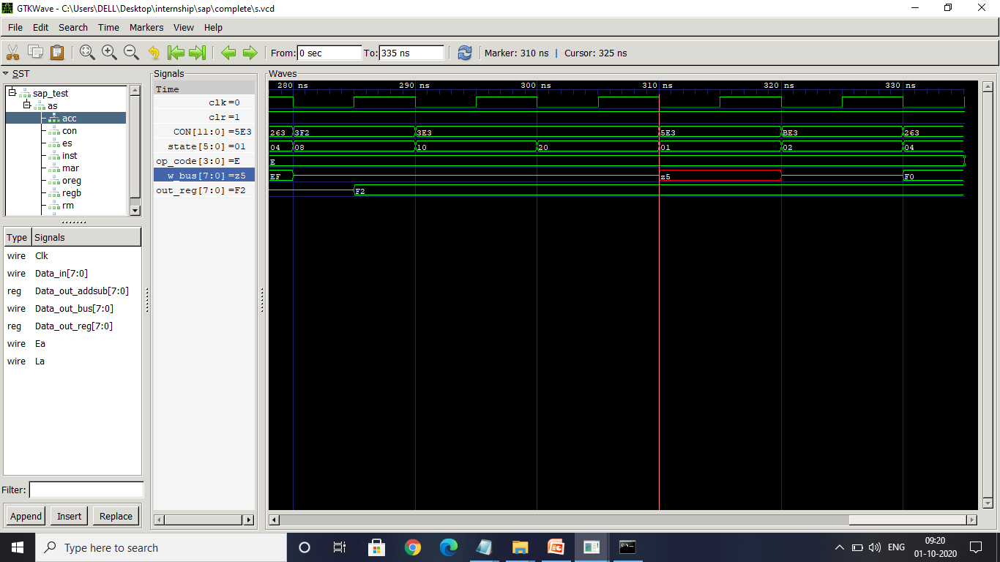 GTKWave - C:\Users\DELL\Desktop\internship\sap\complete\s.vcd
File Edit Search Time Markers View Help
From: 0 sec To: 335 ns Marker: 310 ns | Cursor: 325 ns
SST
sap_test
as
acc
con
es
inst
mar
oreg
regb
rm
Type Signals
wire Clk
wire Data_in[7:0]
reg Data_out_addsub[7:0]
wire Data_out_bus[7:0]
reg Data_out_reg[7:0]
wire Ea
wire La
Filter:
Append Insert Replace
Signals
Time
clk=0
clr=1
CON[11:0]=5E3
state[5:0]=01
op_code[3:0]=E
w_bus[7:0]=z5
out_reg[7:0]=F2
Waves
280 ns 290 ns 300 ns 310 ns 320 ns 330 ns
263 3F2 3E3 5E3 BE3 263
04 08 10 20 01 02 04
E
EF z5 F0
F2
Type here to search
ENG
09:20
01-10-2020